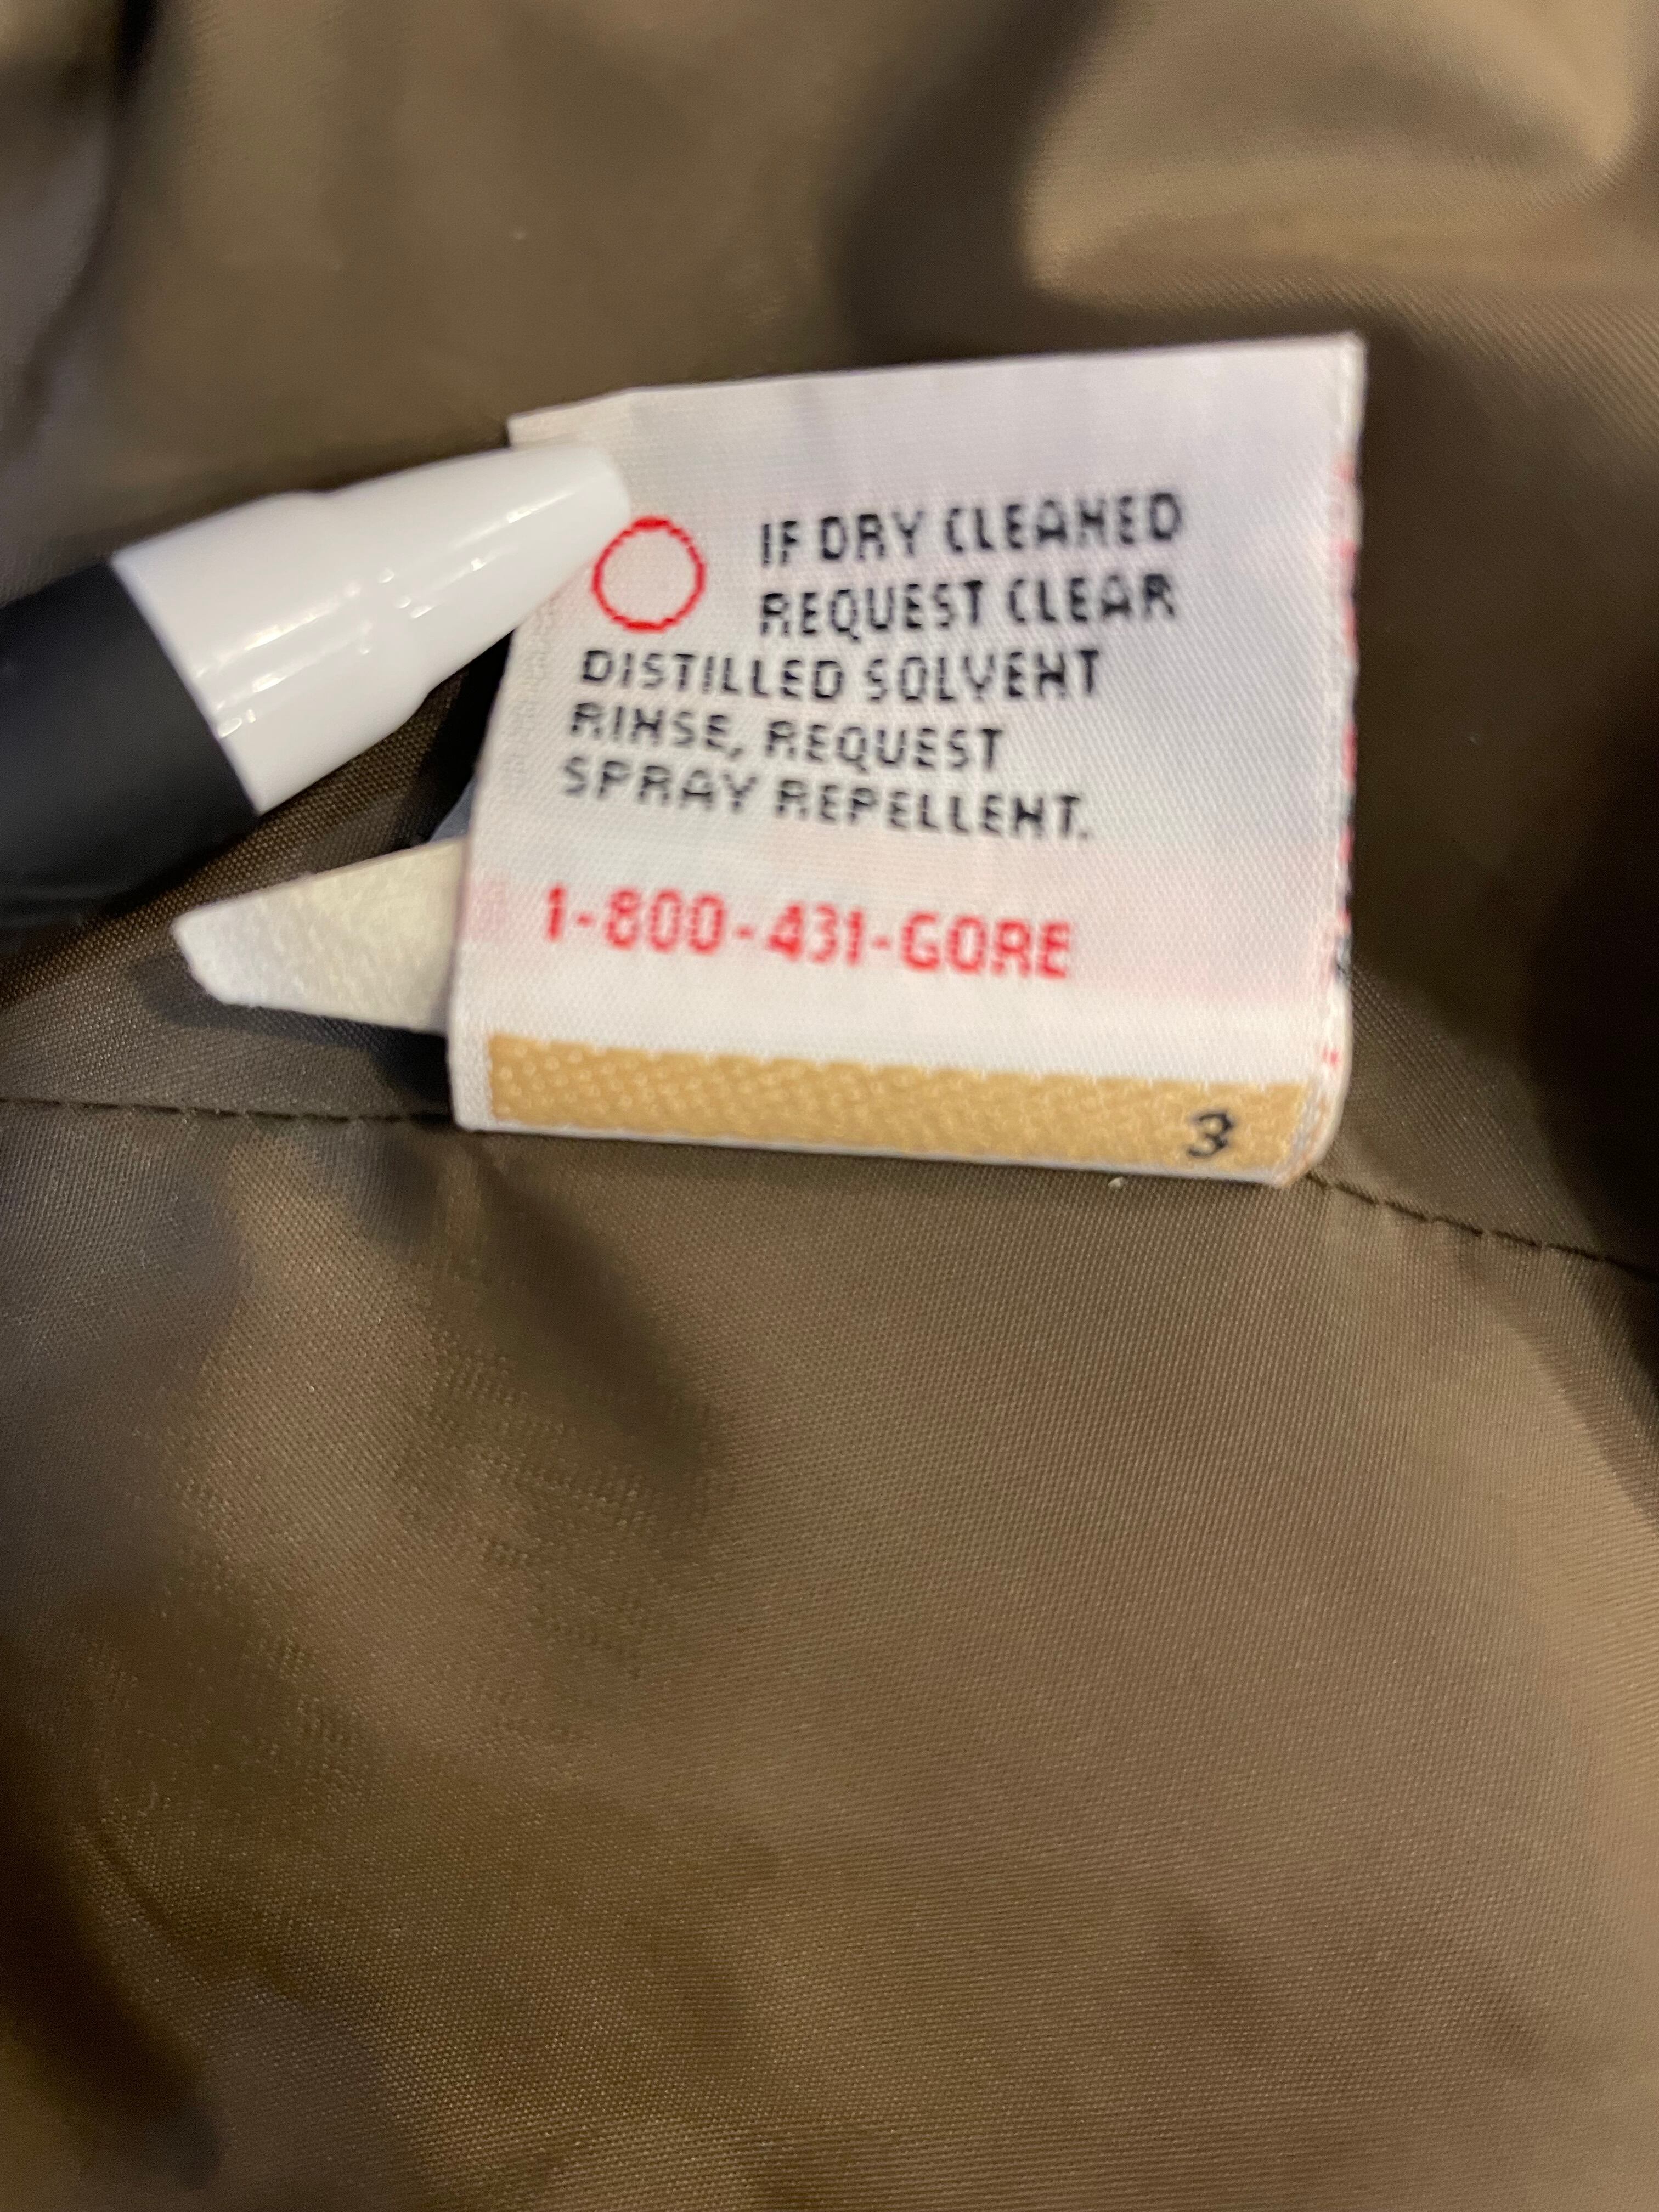 IF DRY CLEANED
REQUEST CLEAR
DISTILLED SOLVENT
RINSE, REQUEST
SPRAY REPELLENT.
1-800-431-GORE
3